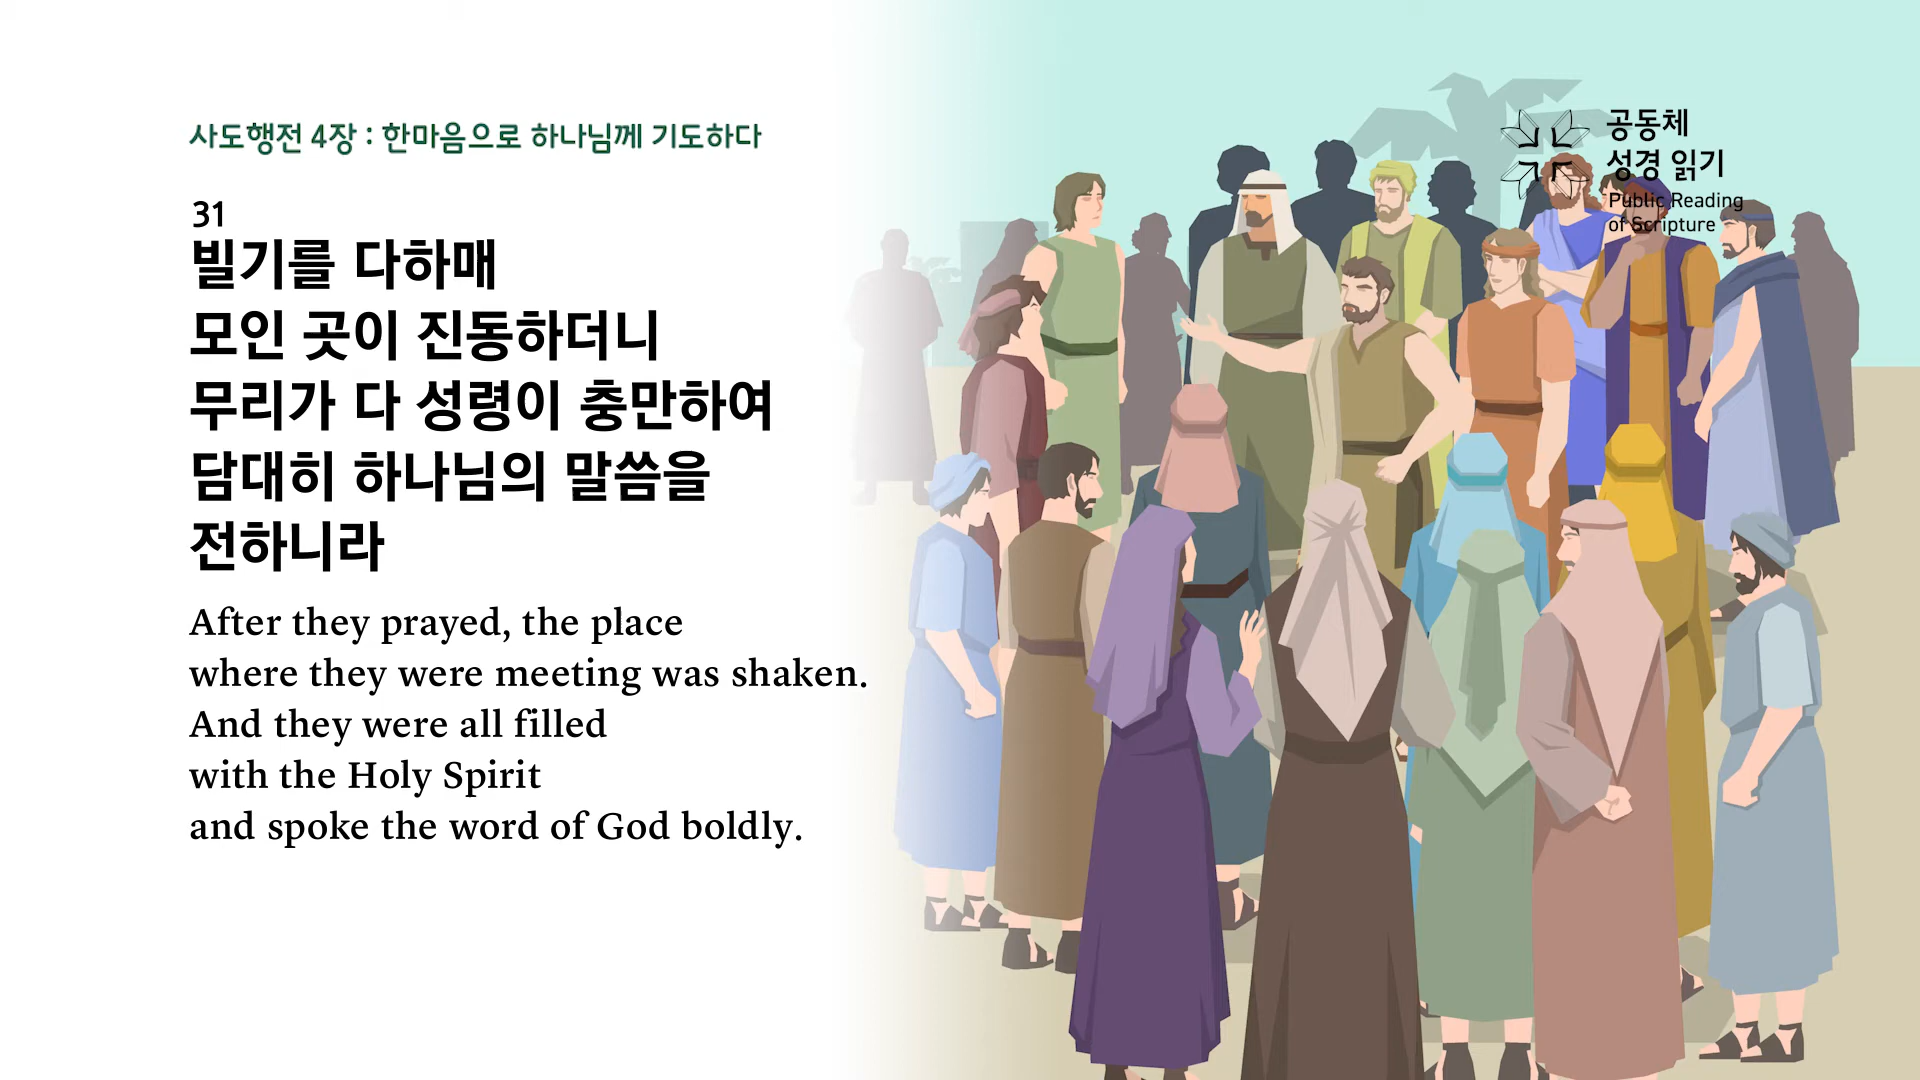 사도행전 4장 : 한마음으로 하나님께 기도하다
31
빌기를 다하매
모인 곳이 진동하더니
무리가 다 성령이 충만하여
담대히 하나님의 말씀을
전하니라
After they prayed, the place
where they were meeting was shaken.
And they were all filled
with the Holy Spirit
and spoke the word of God boldly.
공동체
성경 읽기
Public Reading
of Scripture